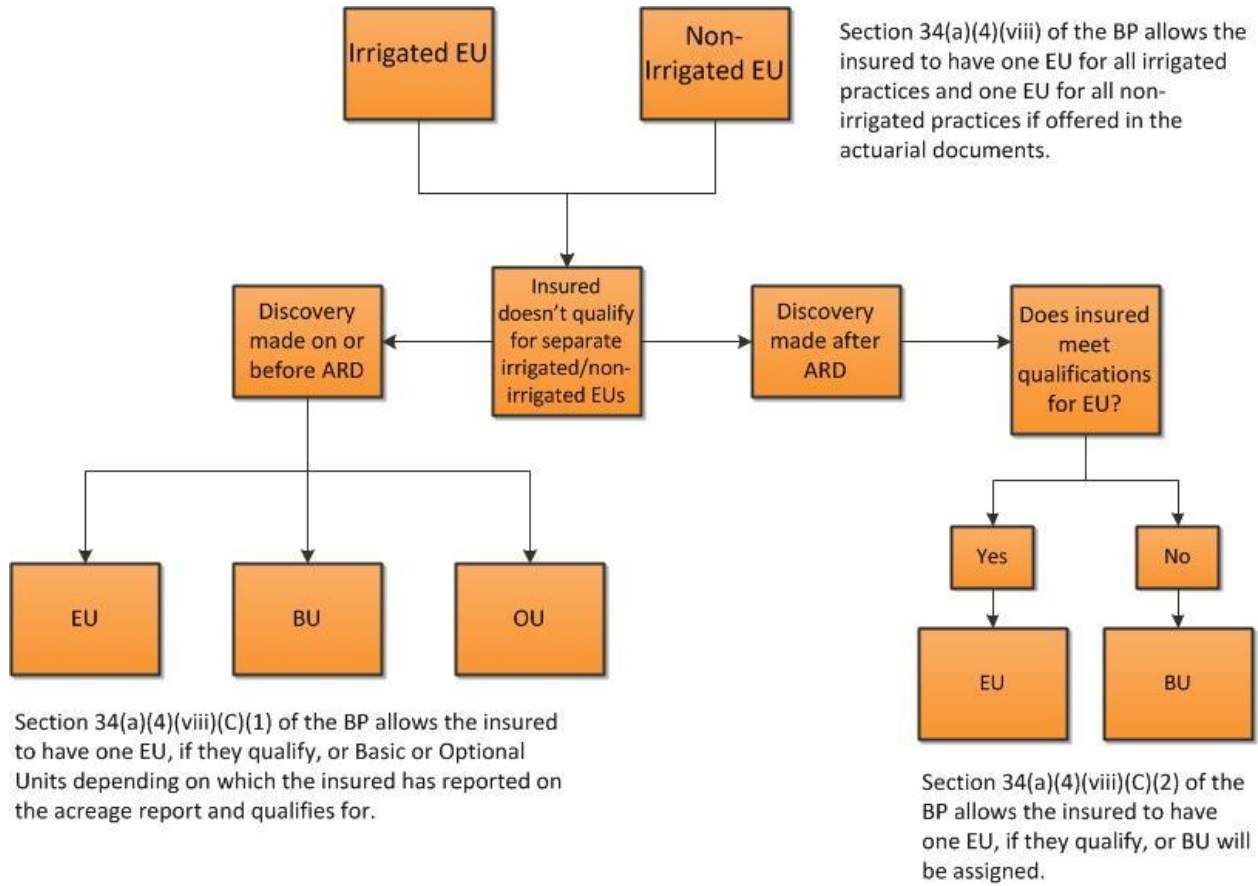 Irrigated EU
Non-
Irrigated EU
Section 34(a)(4)(viii) of the BP allows the
insured to have one EU for all irrigated
practices and one EU for all non-
irrigated practices if offered in the
actuarial documents.
Discovery
made on or
before ARD
Insured
doesn’t qualify
for separate
irrigated/non-
irrigated EUs
Discovery
made after
ARD
Does insured
meet
qualifications
for EU?
Yes
No
EU
BU
OU
EU
BU
Section 34(a)(4)(viii)(C)(1) of the BP allows the insured
to have one EU, if they qualify, or Basic or Optional
Units depending on which the insured has reported on
the acreage report and qualifies for.
Section 34(a)(4)(viii)(C)(2) of the
BP allows the insured to have
one EU, if they qualify, or BU will
be assigned.